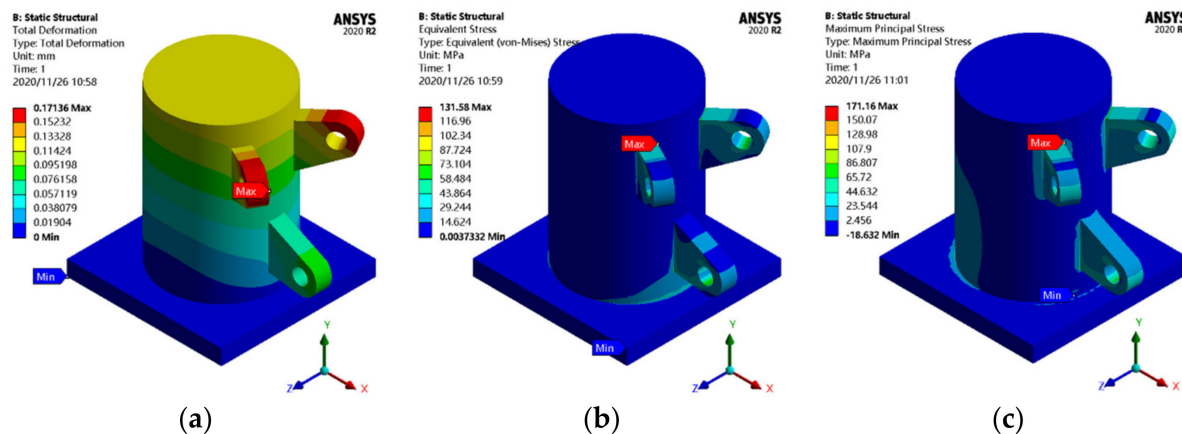 B: Static Structural
Total Deformation
Type: Total Deformation
Unit: mm
Time: 1
2020/11/26 10:58
ANSYS
2020 R2
0.17136 Max
0.15232
0.13328
0.11424
0.095198
0.076158
0.057119
0.038079
0.01904
0 Min
Max
Min
Y
Z
X
(a)
B: Static Structural
Equivalent Stress
Type: Equivalent (von-Mises) Stress
Unit: MPa
Time: 1
2020/11/26 10:59
ANSYS
2020 R2
131.58 Max
116.96
102.34
87.724
73.104
58.484
43.864
29.244
14.624
0.0037332 Min
Max
Min
Y
Z
X
(b)
B: Static Structural
Maximum Principal Stress
Type: Maximum Principal Stress
Unit: MPa
Time: 1
2020/11/26 11:01
ANSYS
2020 R2
171.16 Max
150.07
128.98
107.9
86.807
65.72
44.632
23.544
2.456
-18.632 Min
Max
Min
Y
Z
X
(c)